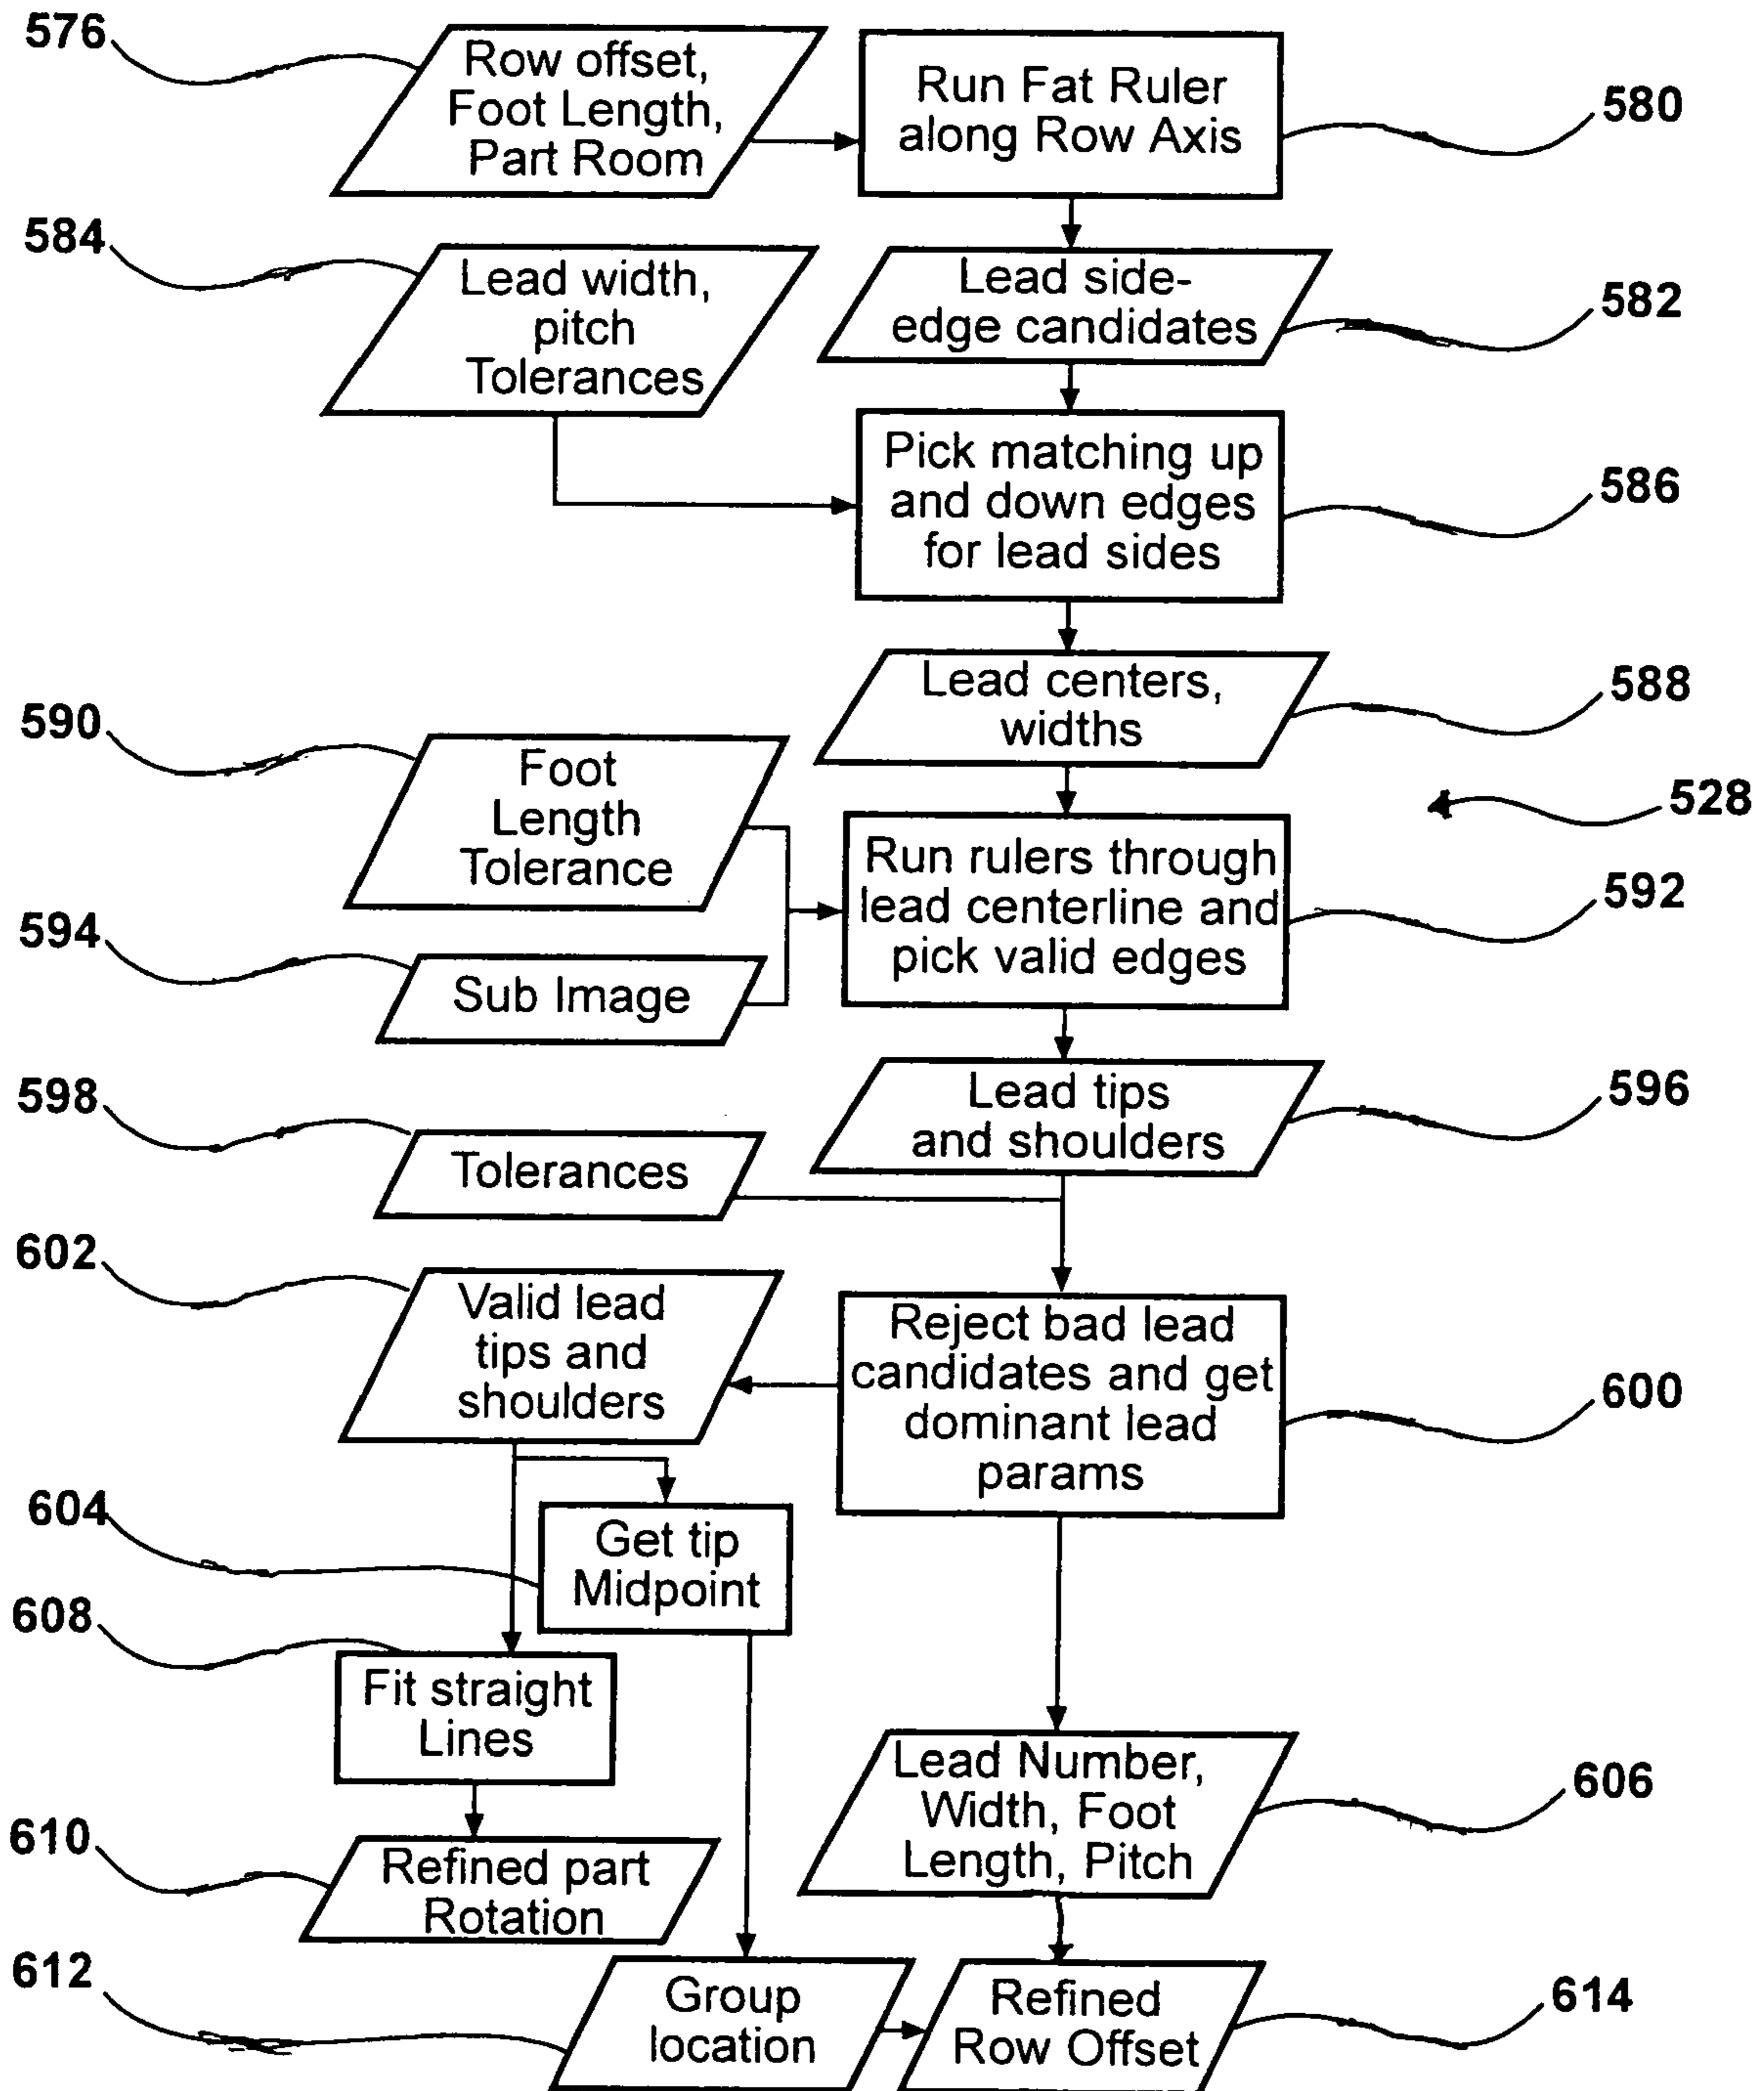 576
Row offset,
Foot Length,
Part Room
Run Fat Ruler
along Row Axis
580
584
Lead width,
pitch
Tolerances
Lead side-
edge candidates
582
Pick matching up
and down edges
for lead sides
586
Lead centers,
widths
588
590
Foot
Length
Tolerance
528
Run rulers through
lead centerline and
pick valid edges
592
594
Sub Image
Lead tips
and shoulders
596
598
Tolerances
602
Valid lead
tips and
shoulders
Reject bad lead
candidates and get
dominant lead
params
600
604
Get tip
Midpoint
608
Fit straight
Lines
Lead Number,
Width, Foot
Length, Pitch
606
610
Refined part
Rotation
612
Group
location
Refined
Row Offset
614